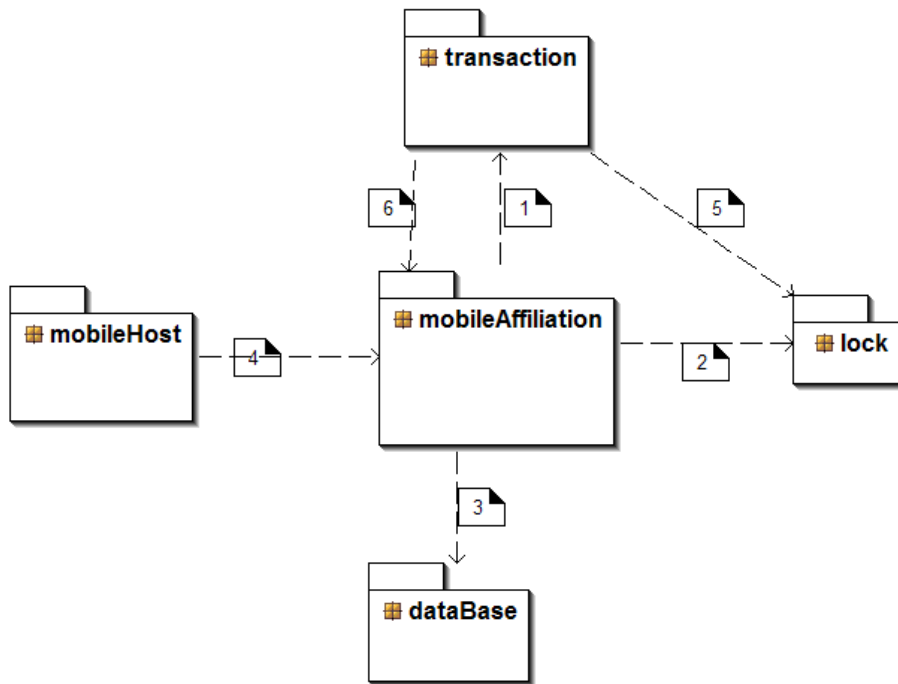 transaction
6
1
5
mobileHost
mobileAffiliation
lock
4
2
3
dataBase